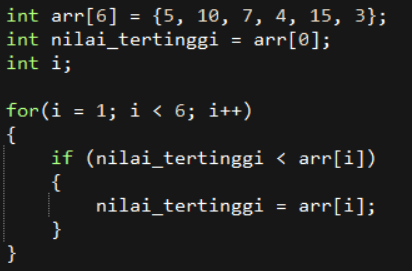 int arr[6] = {5, 10, 7, 4, 15, 3};
int nilai_tertinggi = arr[0];
int i;
for(i = 1; i < 6; i++)
{
if (nilai_tertinggi < arr[i])
{
nilai_tertinggi = arr[i];
}
}